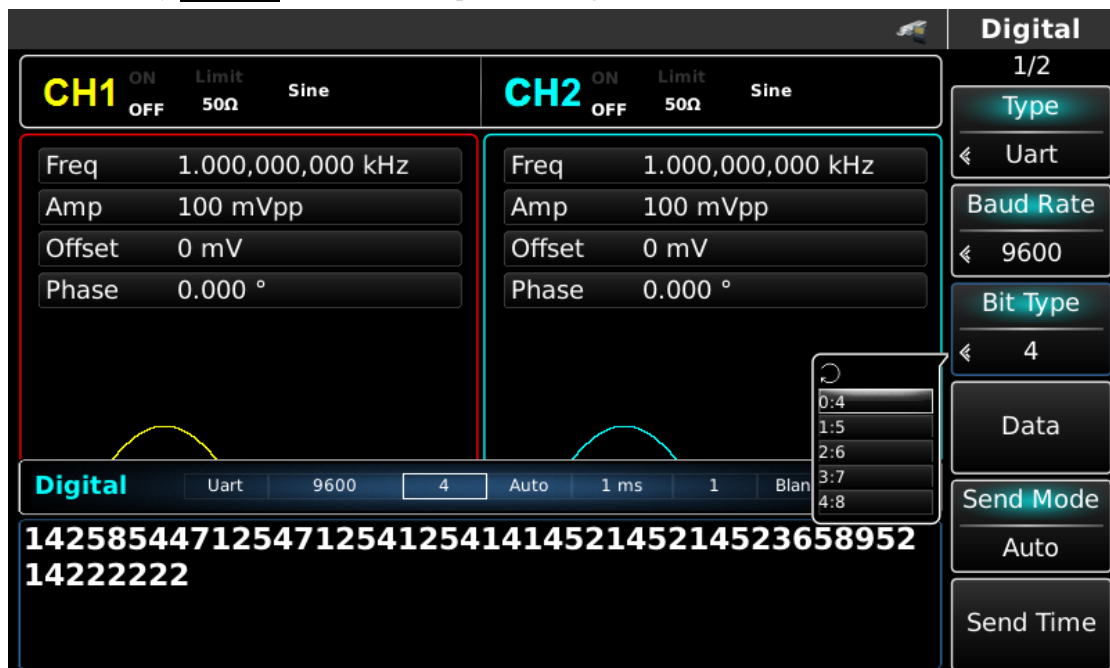 Digital
1/2
CH1 ON OFF Limit 50Ω Sine
CH2 ON OFF Limit 50Ω Sine
Type
Uart
Freq 1.000,000,000 kHz
Freq 1.000,000,000 kHz
Amp 100 mVpp
Amp 100 mVpp
Baud Rate
9600
Offset 0 mV
Offset 0 mV
Phase 0.000 °
Phase 0.000 °
Bit Type
4
0:4
1:5
2:6
3:7
4:8
Data
Digital Uart 9600 4 Auto 1 ms 1 Blan
Send Mode
Auto
14258544712547125412541414521452145236589 52
14222222
Send Time